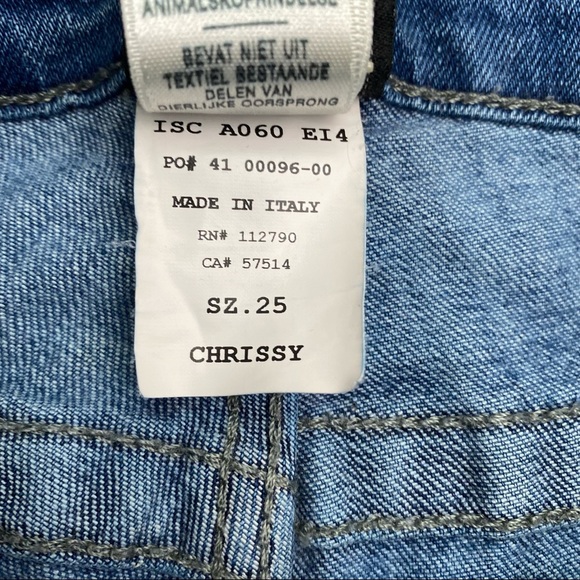 BEVAT NIET UIT
TEXTIEL BESTAANDE
DELEN VAN
DIERLIJKE OORSPRONG
ISC A060 EI4
PO# 41 00096-00
MADE IN ITALY
RN# 112790
CA# 57514
SZ.25
CHRISSY